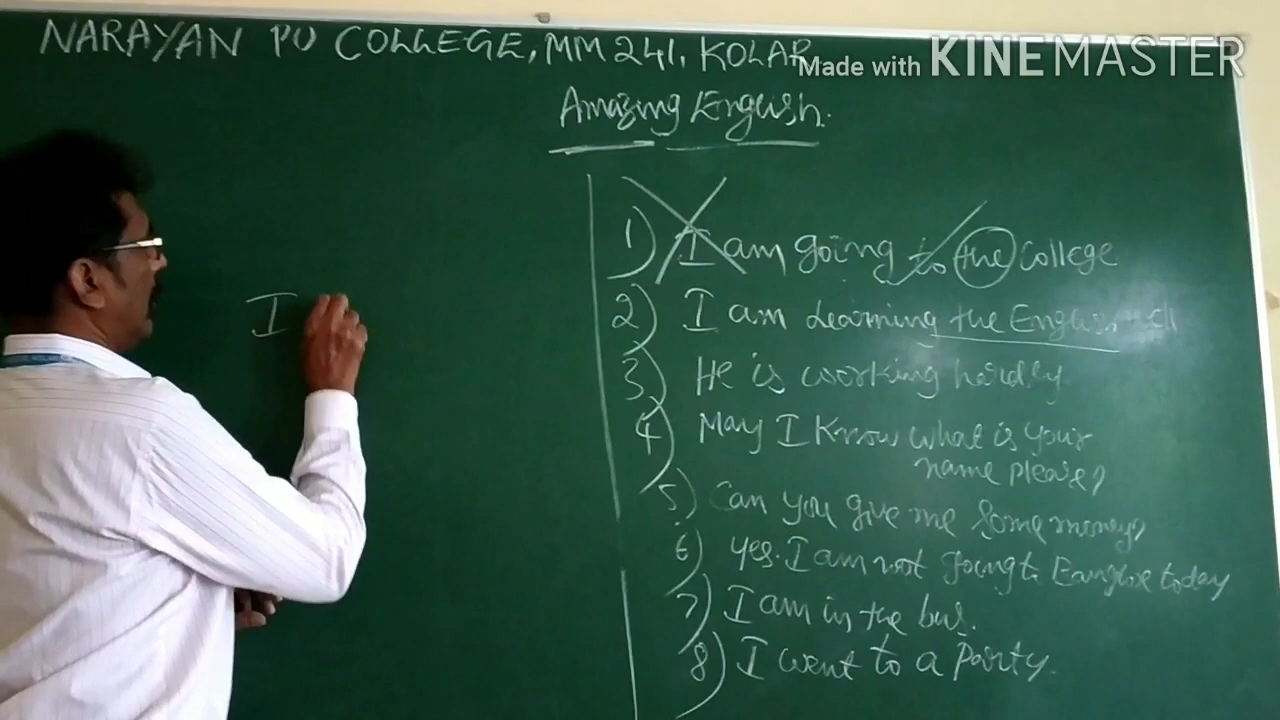 NARAYAN PU COLLEGE, MM 241, KOLAR
Made with KINEMASTER
Amazing English.
1) I am going to the College
2) I am Learning the English
3) He is working hardly
4) May I Know what is your
name please?
5) Can you give me Some money?
6) Yes. I am not going to Banglore today
7) I am in the bus.
8) I went to a Party.
I